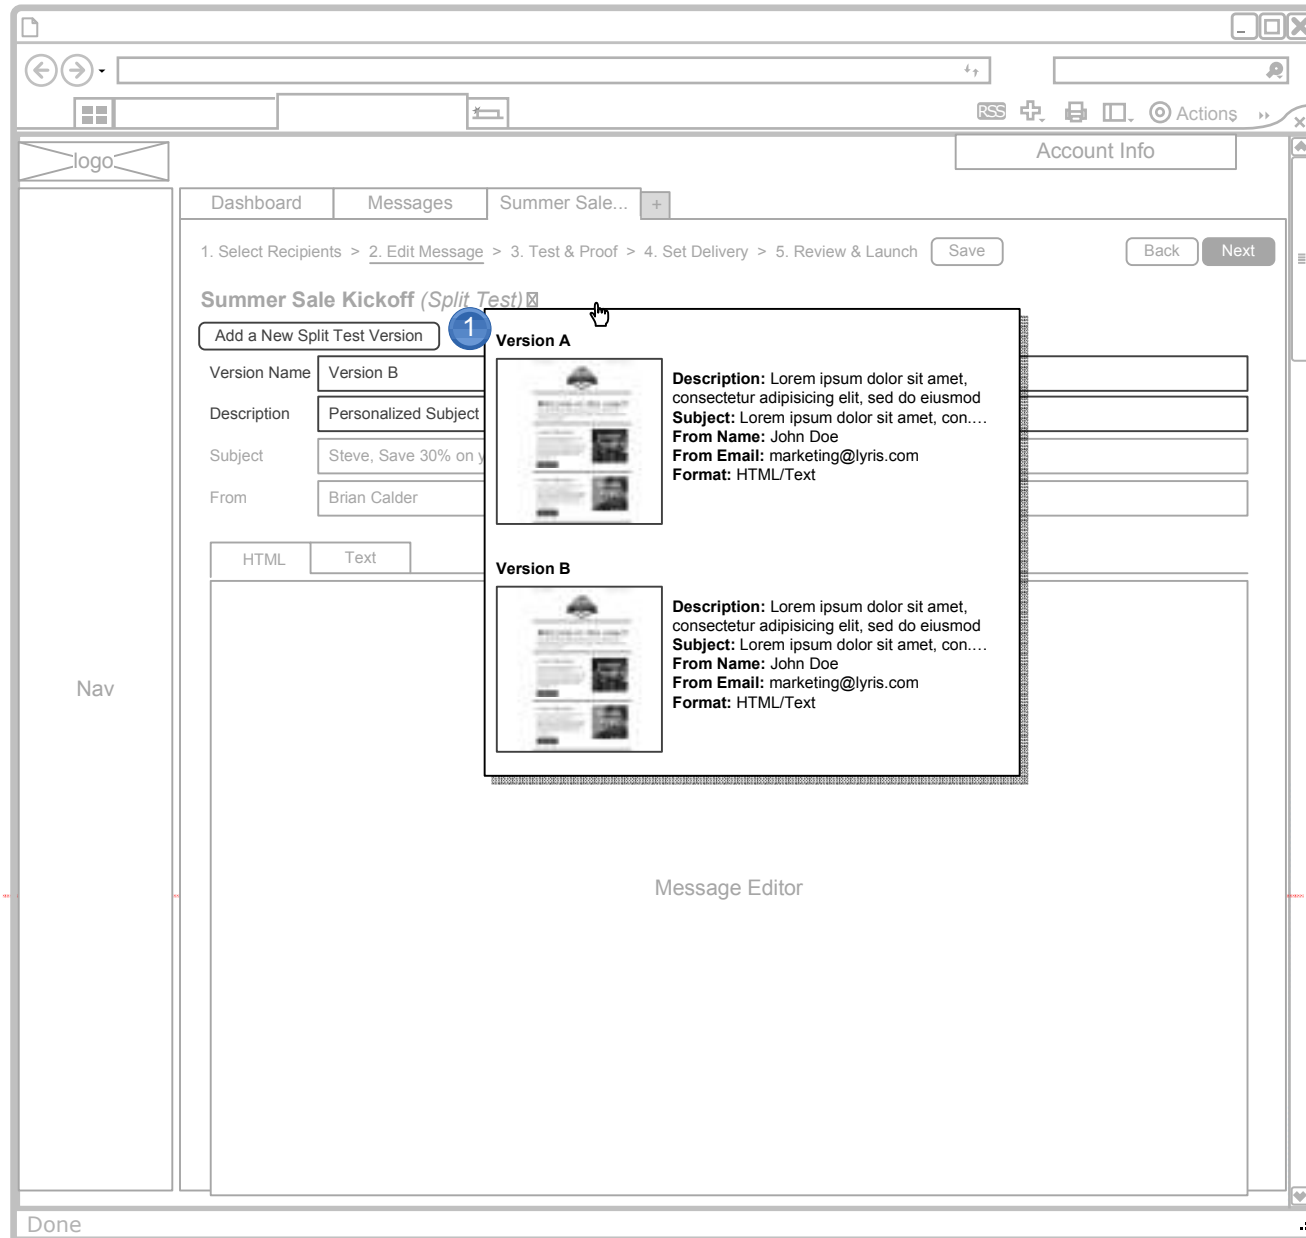 RSS
Actions
logo
Account Info
Dashboard
Messages
Summer Sale...
+
1. Select Recipients > 2. Edit Message > 3. Test & Proof > 4. Set Delivery > 5. Review & Launch
Save
Back
Next
Summer Sale Kickoff (Split Test)
Add a New Split Test Version
1
Version Name
Version B
Description
Personalized Subject
Subject
Steve, Save 30% on
From
Brian Calder
HTML
Text
Version A
Description: Lorem ipsum dolor sit amet,
consectetur adipisicing elit, sed do eiusmod
Subject: Lorem ipsum dolor sit amet, con....
From Name: John Doe
From Email: marketing@lyris.com
Format: HTML/Text
Version B
Description: Lorem ipsum dolor sit amet,
consectetur adipisicing elit, sed do eiusmod
Subject: Lorem ipsum dolor sit amet, con....
From Name: John Doe
From Email: marketing@lyris.com
Format: HTML/Text
Nav
Message Editor
Done